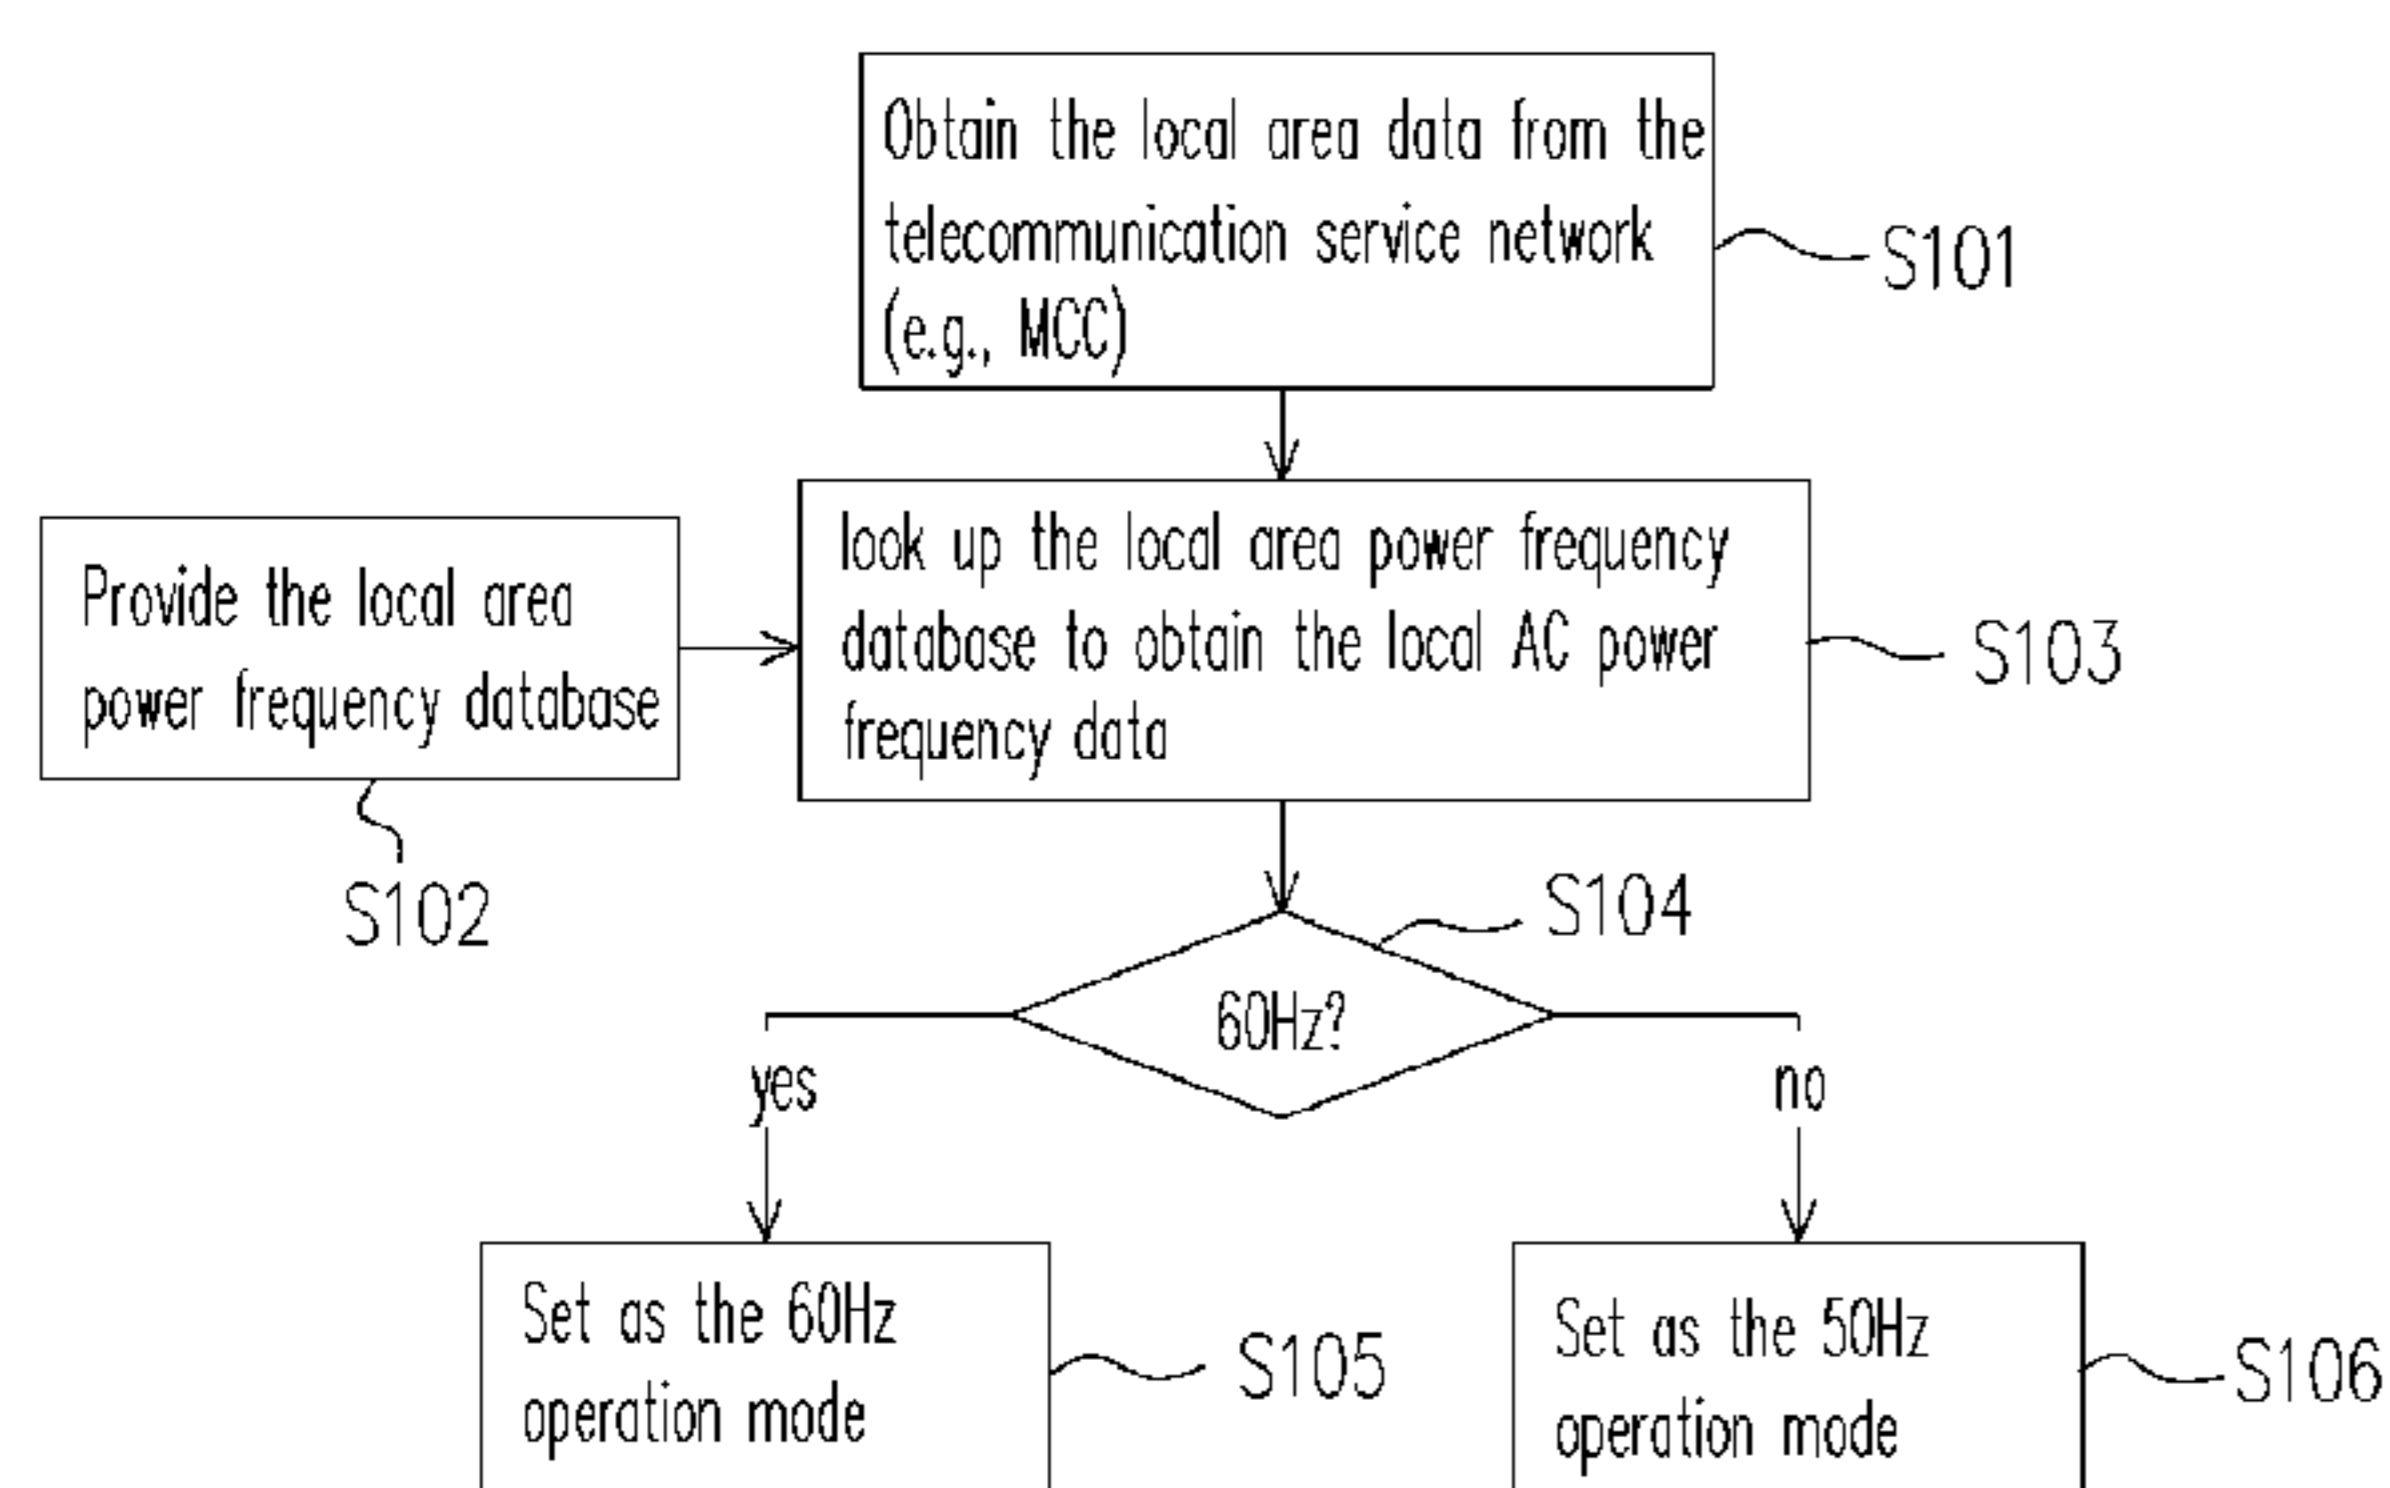 Obtain the local area data from the
telecommunication service network
(e.g., MCC)
S101
Provide the local area
power frequency database
S102
look up the local area power frequency
database to obtain the local AC power
frequency data
S103
S104
60Hz?
yes
no
Set as the 60Hz
operation mode
S105
Set as the 50Hz
operation mode
S106